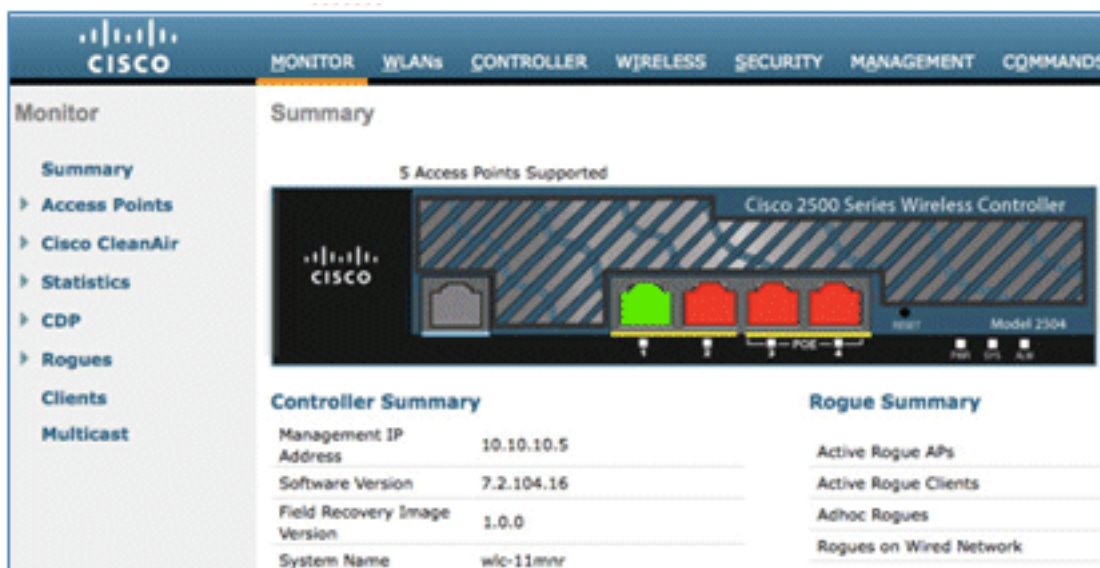 CISCO
MONITOR WLANs CONTROLLER WIRELESS SECURITY MANAGEMENT COMMANDS
Monitor
Summary
Access Points
Cisco CleanAir
Statistics
CDP
Rogues
Clients
Multicast
Summary
5 Access Points Supported
Cisco 2500 Series Wireless Controller
CISCO
RESET
Model 2504
1 2 3 POE 4
PWR SYS ALM
Controller Summary
Management IP Address 10.10.10.5
Software Version 7.2.104.16
Field Recovery Image Version 1.0.0
System Name wlc-11mnr
Rogue Summary
Active Rogue APs
Active Rogue Clients
Adhoc Rogues
Rogues on Wired Network